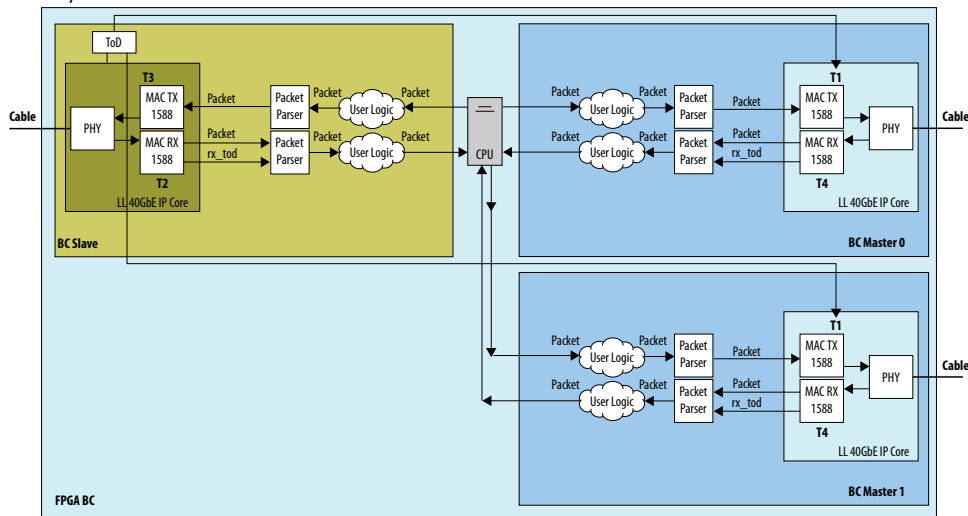 ToD
T3
MAC TX
1588
MAC RX
1588
T2
PHY
Cable
LL 40GbE IP Core
Packet
Packet
rx_tod
Packet
Parser
Packet
Parser
Packet
User Logic
Packet
Packet
User Logic
Packet
BC Slave
CPU
Packet
User Logic
Packet
Packet
Parser
Packet
Packet
User Logic
Packet
Packet
Parser
Packet
rx_tod
T1
MAC TX
1588
MAC RX
1588
T4
PHY
Cable
LL 40GbE IP Core
BC Master 0
Packet
User Logic
Packet
Packet
Parser
Packet
Packet
User Logic
Packet
Packet
Parser
Packet
rx_tod
T1
MAC TX
1588
MAC RX
1588
T4
PHY
Cable
LL 40GbE IP Core
BC Master 1
FPGA BC